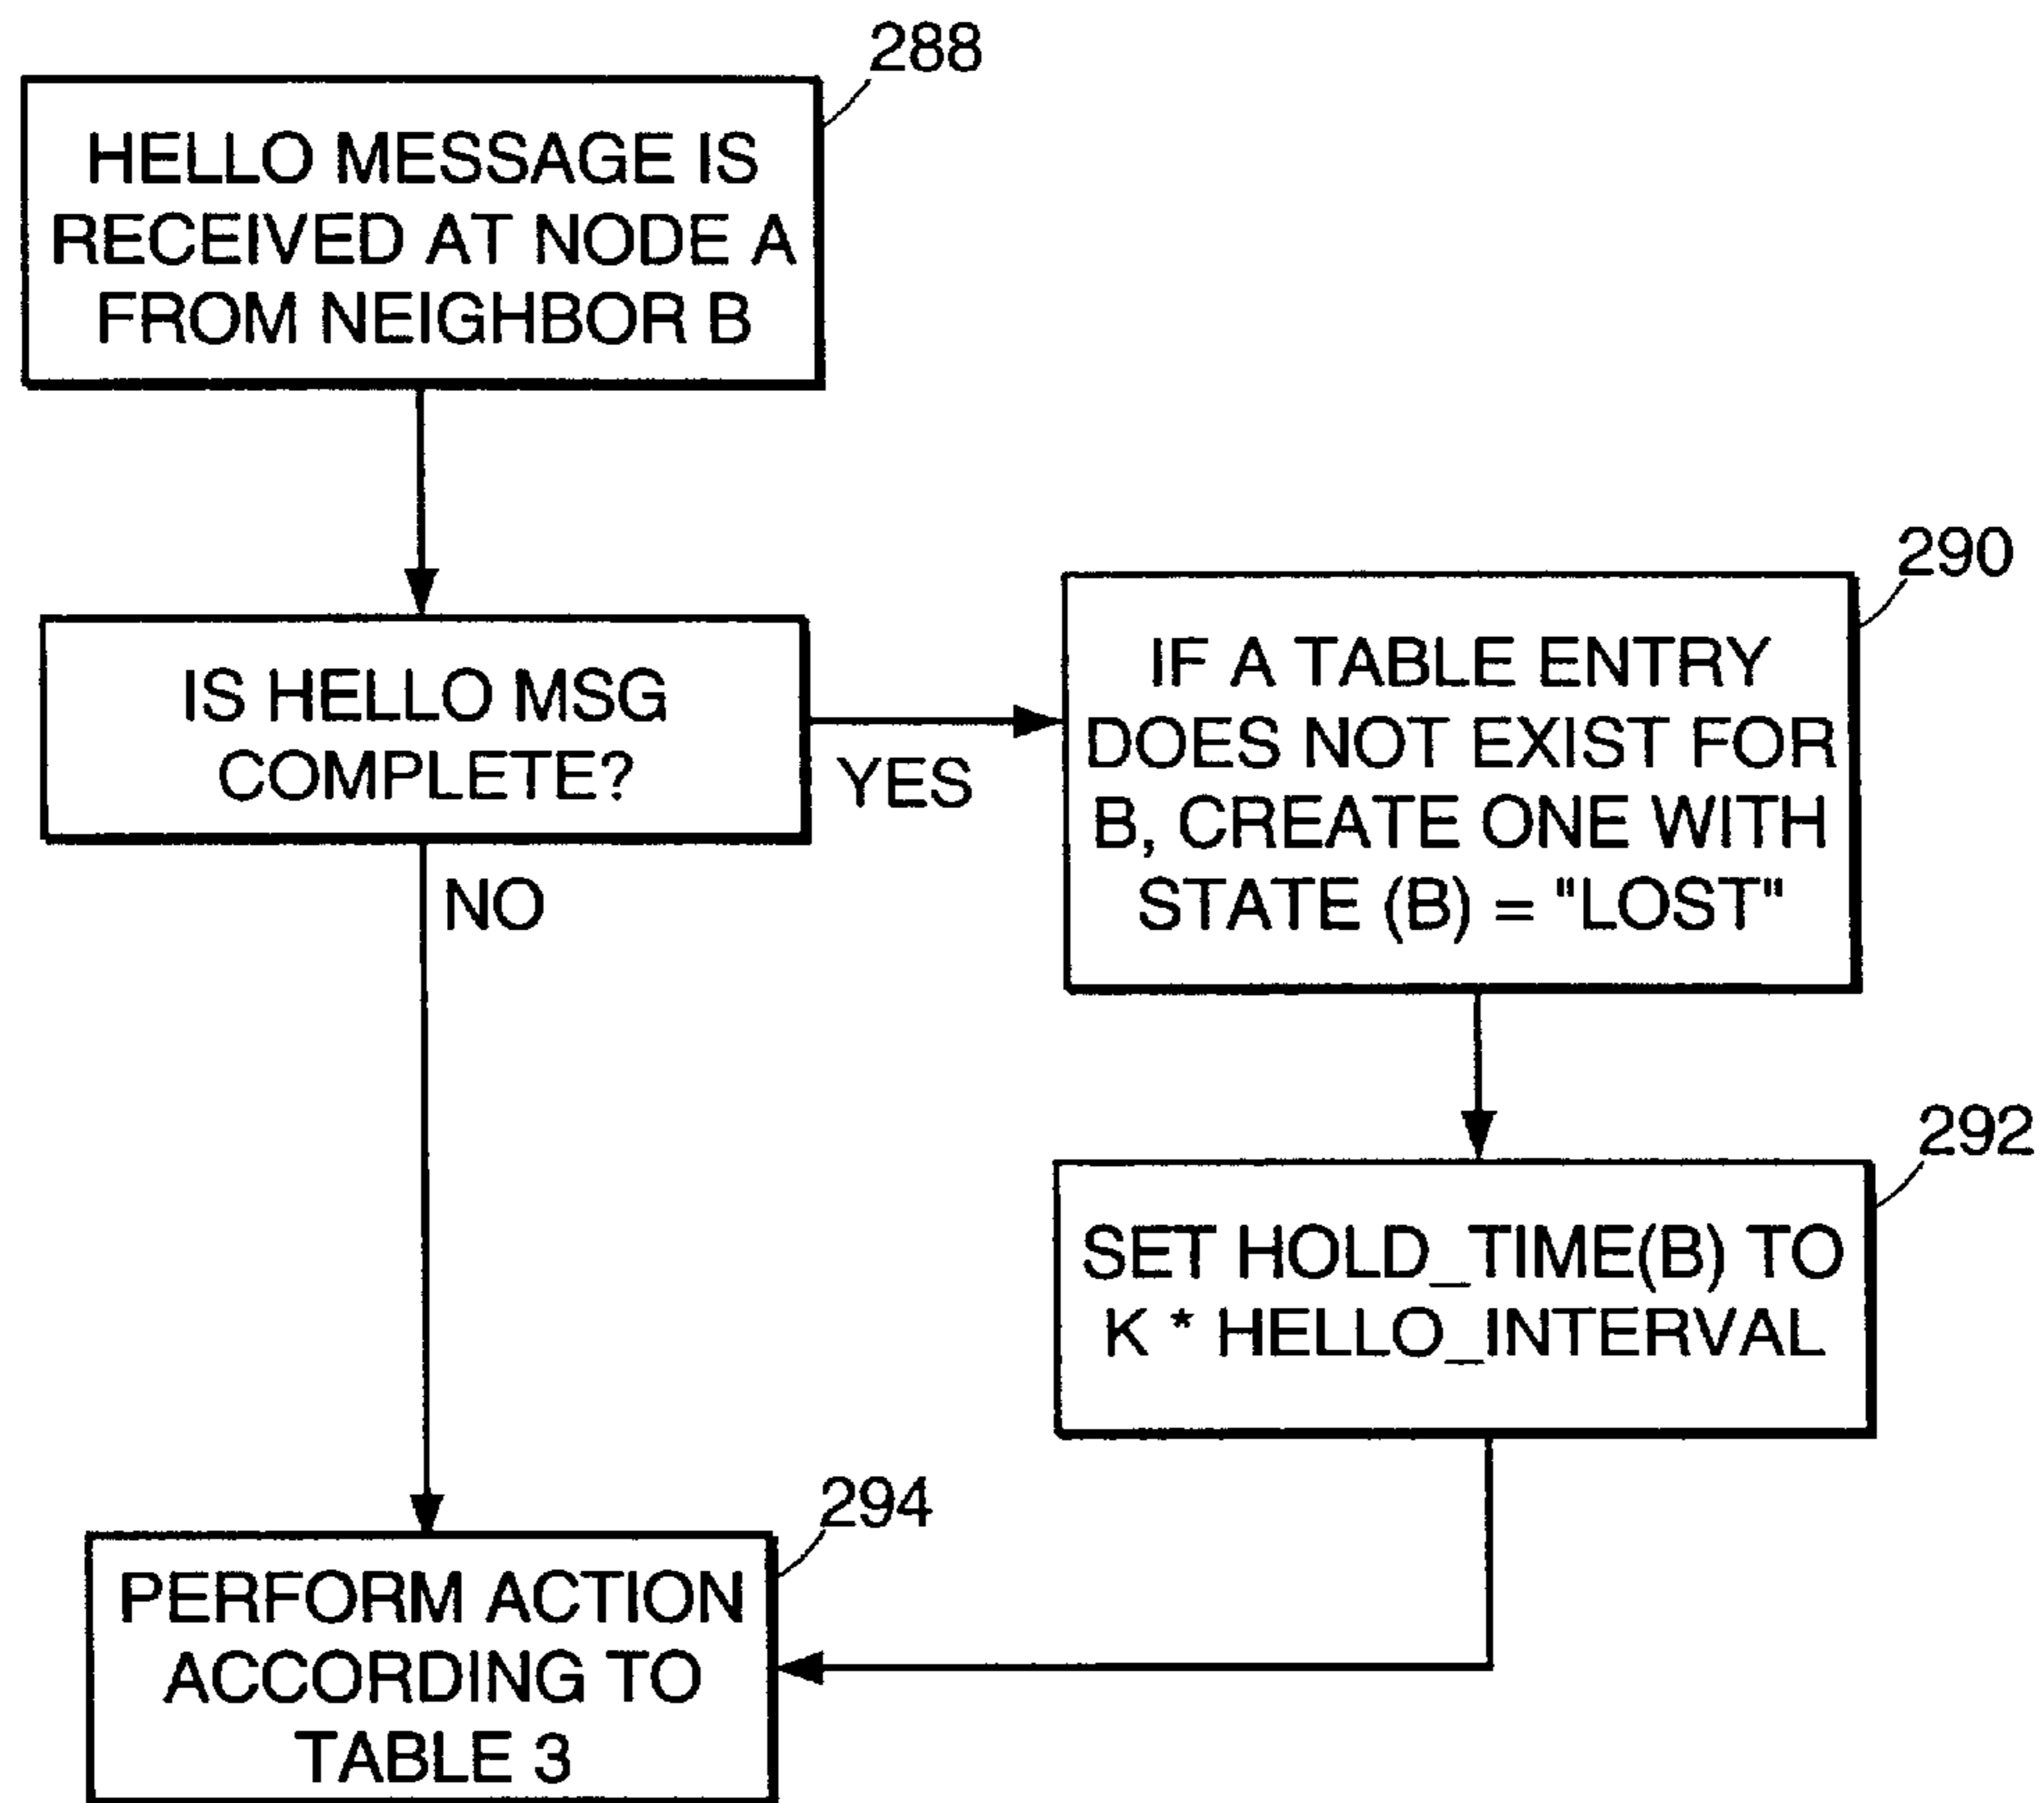 288
HELLO MESSAGE IS
RECEIVED AT NODE A
FROM NEIGHBOR B
IS HELLO MSG
COMPLETE?
YES
NO
290
IF A TABLE ENTRY
DOES NOT EXIST FOR
B, CREATE ONE WITH
STATE (B) = "LOST"
292
SET HOLD_TIME(B) TO
K * HELLO_INTERVAL
294
PERFORM ACTION
ACCORDING TO
TABLE 3